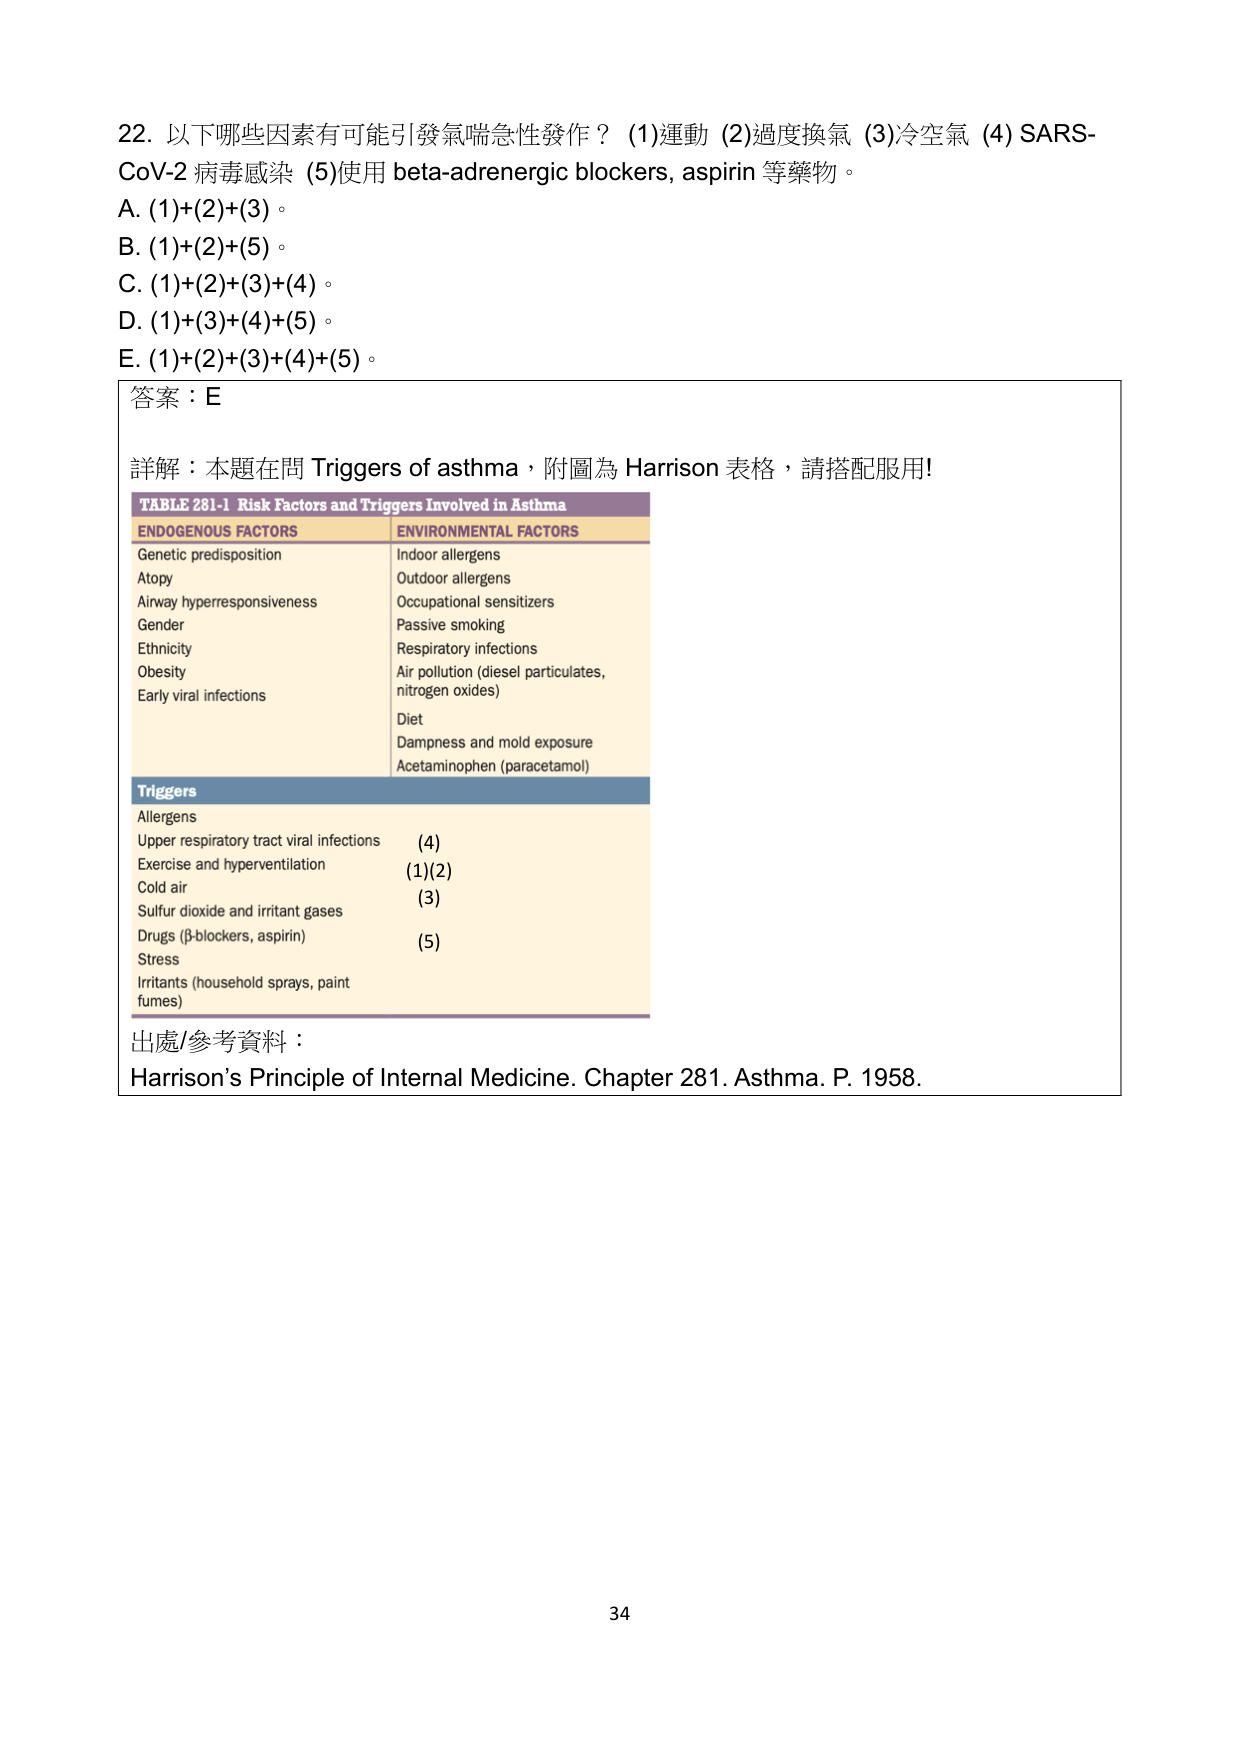 22. 以下哪些因素有可能引發氣喘急性發作？ (1)運動 (2)過度換氣 (3)冷空氣 (4) SARS-
CoV-2 病毒感染 (5)使用 beta-adrenergic blockers, aspirin 等藥物。
A. (1)+(2)+(3)。
B. (1)+(2)+(5)。
C. (1)+(2)+(3)+(4)。
D. (1)+(3)+(4)+(5)。
E. (1)+(2)+(3)+(4)+(5)。
答案：E
詳解：本題在問 Triggers of asthma，附圖為 Harrison 表格，請搭配服用!
TABLE 281-1 Risk Factors and Triggers Involved in Asthma
ENDOGENOUS FACTORS ENVIRONMENTAL FACTORS
Genetic predisposition Indoor allergens
Atopy Outdoor allergens
Airway hyperresponsiveness Occupational sensitizers
Gender Passive smoking
Ethnicity Respiratory infections
Obesity Air pollution (diesel particulates,
Early viral infections nitrogen oxides)
Diet
Dampness and mold exposure
Acetaminophen (paracetamol)
Triggers
Allergens
Upper respiratory tract viral infections (4)
Exercise and hyperventilation (1)(2)
Cold air (3)
Sulfur dioxide and irritant gases
Drugs (β-blockers, aspirin) (5)
Stress
Irritants (household sprays, paint
fumes)
出處/參考資料：
Harrison’s Principle of Internal Medicine. Chapter 281. Asthma. P. 1958.
34